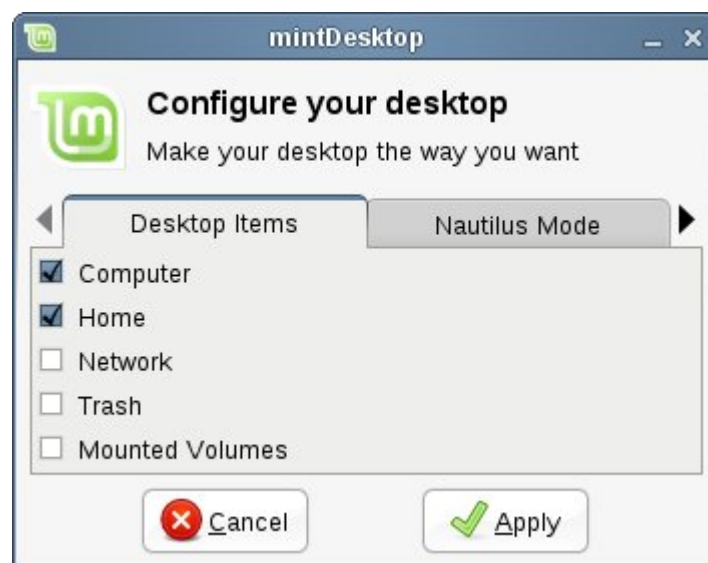 mintDesktop
Configure your desktop
Make your desktop the way you want
Desktop Items Nautilus Mode
Computer
Home
Network
Trash
Mounted Volumes
Cancel Apply